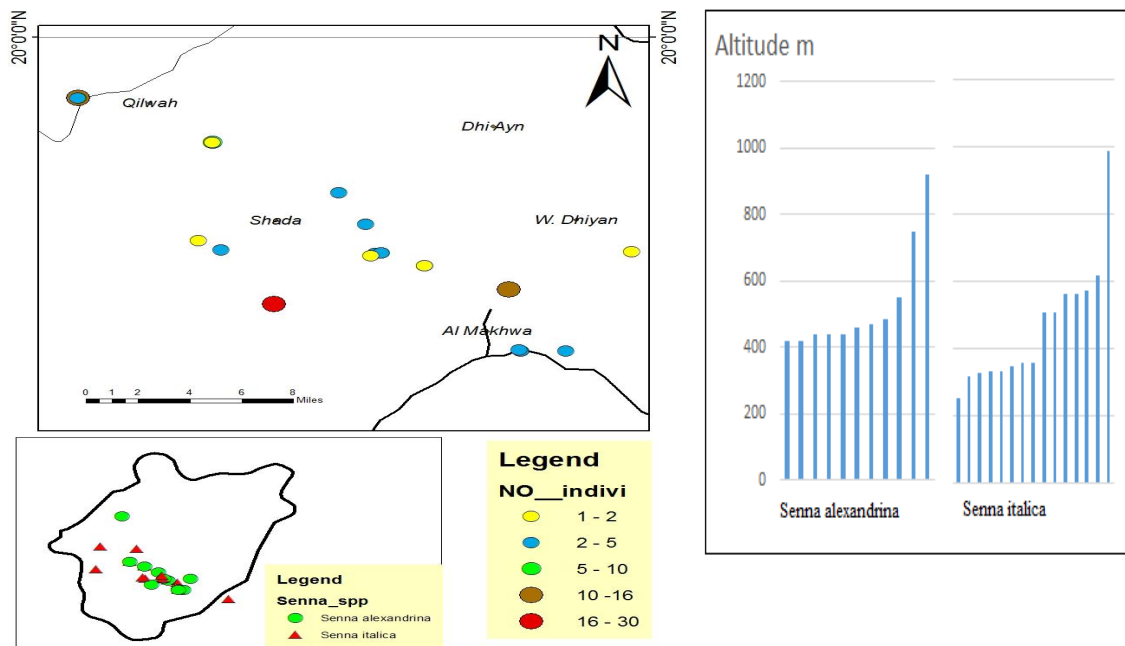 20°0'0"N
20°0'0"N
N
Qilwah
Dhi Ayn
Shada
W. Dhiyan
Al Makhwa
0 1 2 4 6 8
Miles
Legend
Senna_spp
Senna alexandrina
Senna italica
Legend
NO__indivi
1 - 2
2 - 5
5 - 10
10 -16
16 - 30
Altitude m
1200
1000
800
600
400
200
0
Senna alexandrina
Senna italica